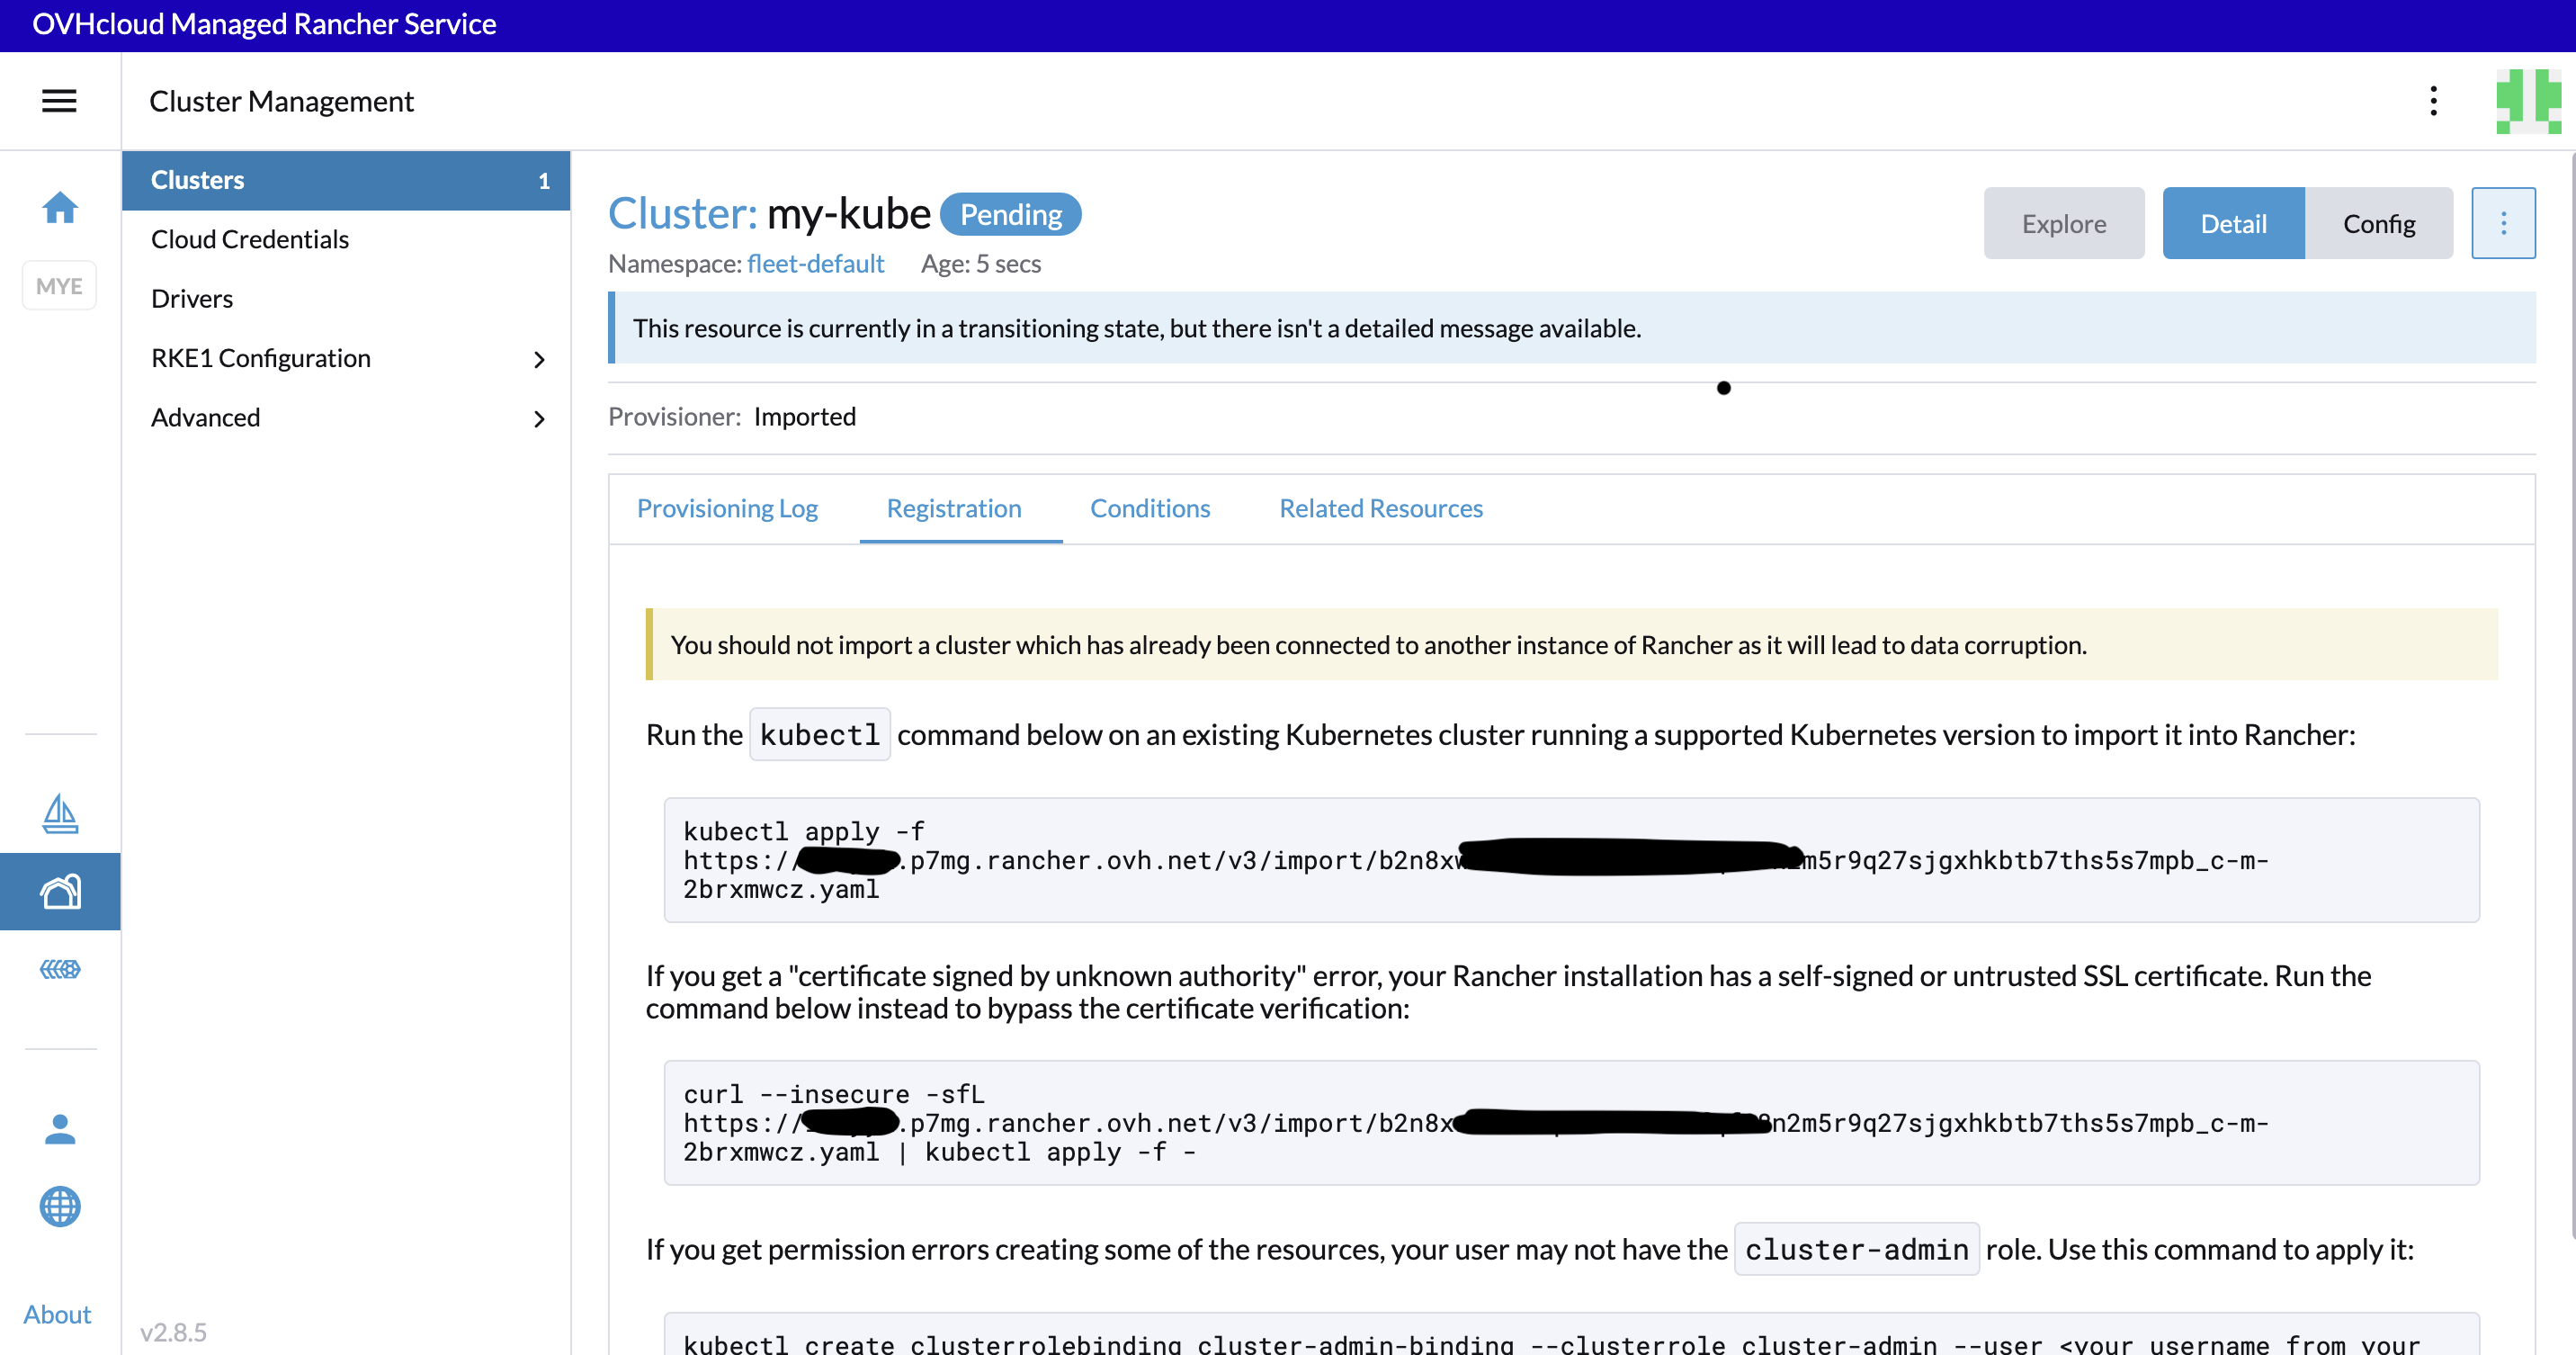 OVHcloud Managed Rancher Service
Cluster Management
MYE
Clusters 1
Cloud Credentials
Drivers
RKE1 Configuration
Advanced
About
v2.8.5
Cluster: my-kube Pending
Namespace: fleet-default Age: 5 secs
Explore Detail Config
This resource is currently in a transitioning state, but there isn't a detailed message available.
Provisioner: Imported
Provisioning Log Registration Conditions Related Resources
You should not import a cluster which has already been connected to another instance of Rancher as it will lead to data corruption.
Run the kubectl command below on an existing Kubernetes cluster running a supported Kubernetes version to import it into Rancher:
kubectl apply -f
https:// .p7mg.rancher.ovh.net/v3/import/b2n8x m5r9q27sjgxhkbtb7ths5s7mpb_c-m-
2brxmwcz.yaml
If you get a "certificate signed by unknown authority" error, your Rancher installation has a self-signed or untrusted SSL certificate. Run the
command below instead to bypass the certificate verification:
curl --insecure -sfL
https:// .p7mg.rancher.ovh.net/v3/import/b2n8x n2m5r9q27sjgxhkbtb7ths5s7mpb_c-m-
2brxmwcz.yaml | kubectl apply -f -
If you get permission errors creating some of the resources, your user may not have the cluster-admin role. Use this command to apply it:
kubectl create clusterrolebinding cluster-admin-binding --clusterrole cluster-admin --user <your username from your